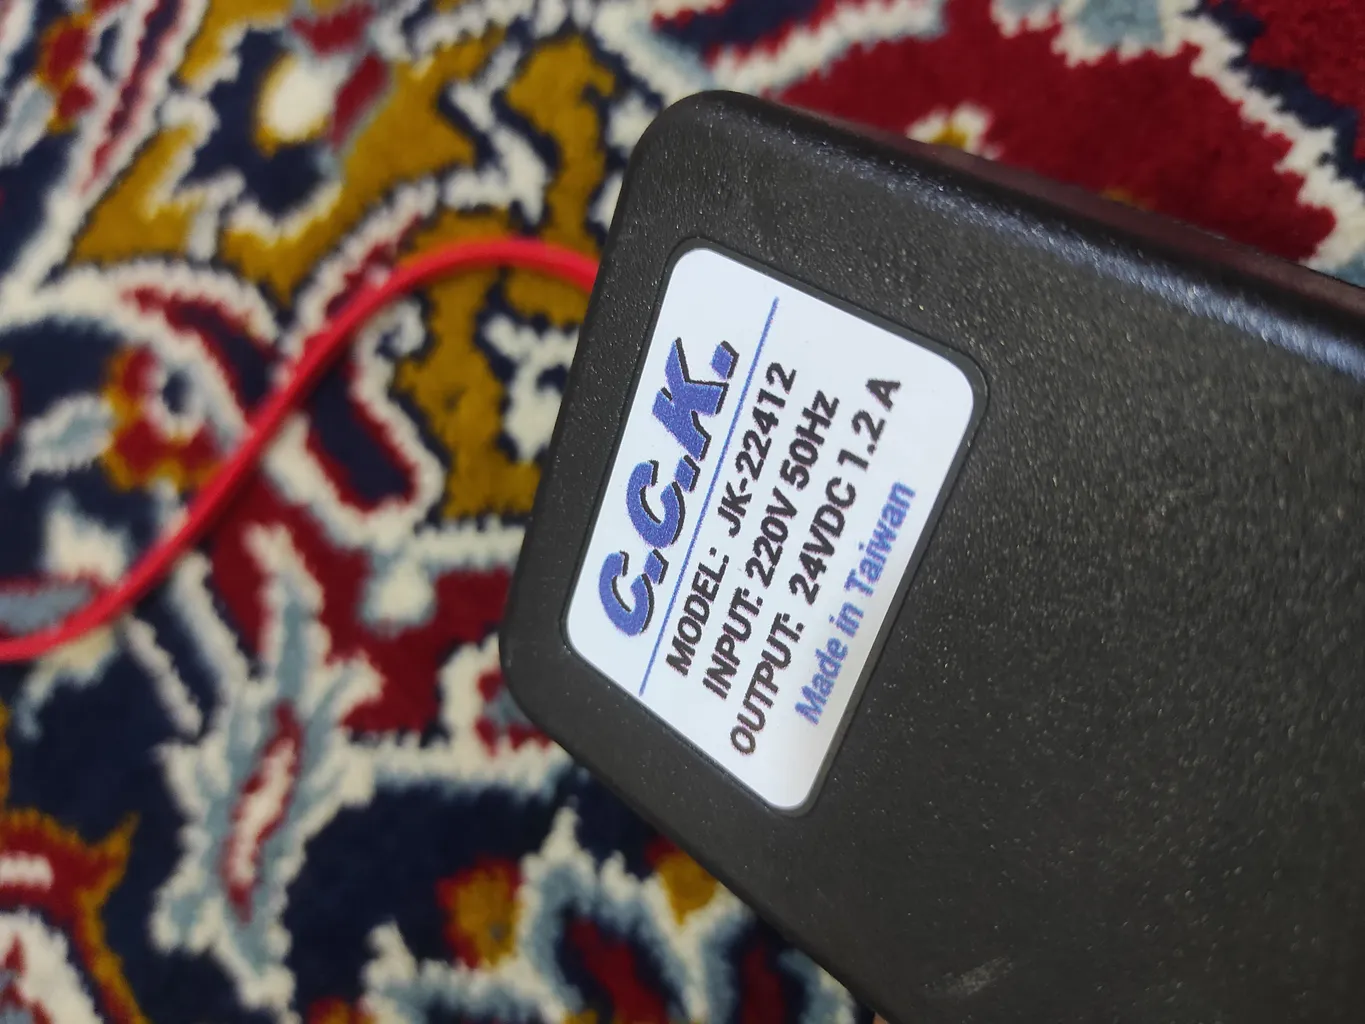 C.C.K.
MODEL: JK-22412
INPUT: 220V 50Hz
OUTPUT: 24VDC 1.2 A
Made in Taiwan